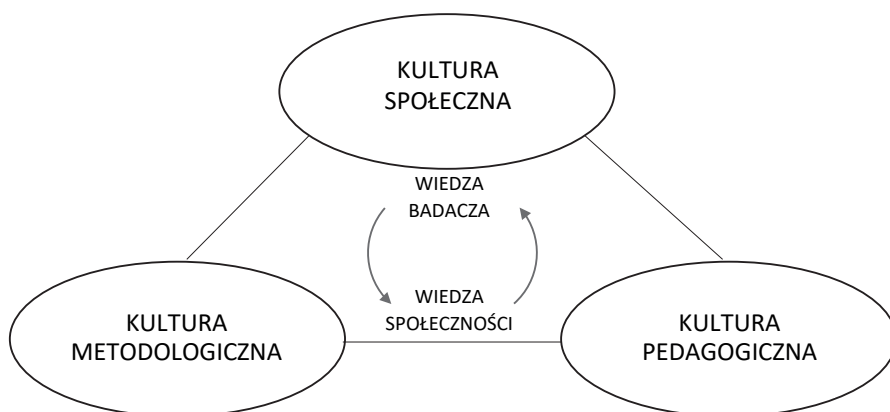 KULTURA
SPOŁECZNA
WIEDZA
BADACZA
WIEDZA
SPOŁECZNOŚCI
KULTURA
METODOLOGICZNA
KULTURA
PEDAGOGICZNA